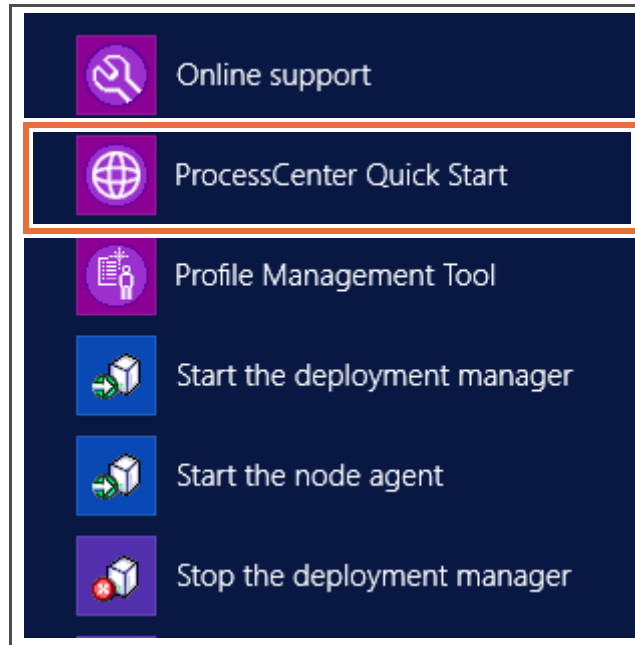 Online support
ProcessCenter Quick Start
Profile Management Tool
Start the deployment manager
Start the node agent
Stop the deployment manager